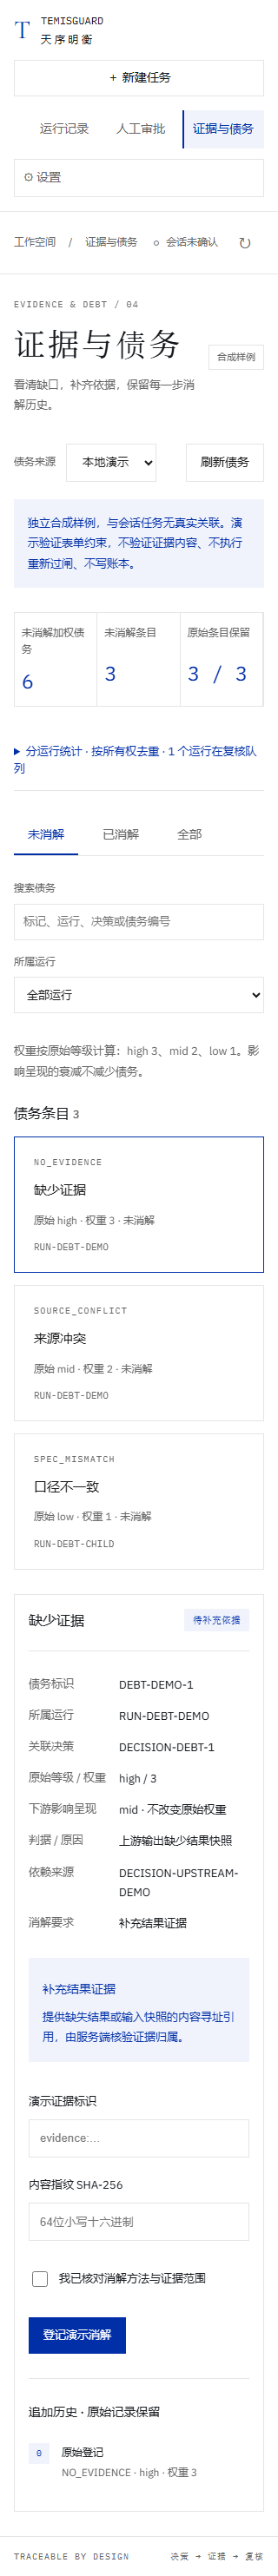 T
TEMISGUARD
天序明衡
+ 新建任务
运行记录 人工审批 证据与债务
⚙ 设置
工作空间 / 证据与债务 会话未确认 ↻
EVIDENCE & DEBT / 04
证据与债务
合成样例
看清缺口，补齐依据，保留每一步消
解历史。
债务来源 本地演示 刷新债务
独立合成样例，与会话任务无真实关联。演
示验证表单约束，不验证证据内容、不执行
重新过闸、不写账本。
未消解加权债
务
6
未消解条目
3
原始条目保留
3 / 3
▶ 分运行统计 · 按所有权去重 · 1 个运行在复核队
列
未消解 已消解 全部
搜索债务
标记、运行、决策或债务编号
所属运行
全部运行
权重按原始等级计算：high 3、mid 2、low 1。影
响呈现的衰减不减少债务。
债务条目 3
NO_EVIDENCE
缺少证据
原始 high · 权重 3 · 未消解
RUN-DEBT-DEMO
SOURCE_CONFLICT
来源冲突
原始 mid · 权重 2 · 未消解
RUN-DEBT-DEMO
SPEC_MISMATCH
口径不一致
原始 low · 权重 1 · 未消解
RUN-DEBT-CHILD
缺少证据 待补充依据
债务标识 DEBT-DEMO-1
所属运行 RUN-DEBT-DEMO
关联决策 DECISION-DEBT-1
原始等级 / 权重 high / 3
下游影响呈现 mid · 不改变原始权重
判据 / 原因 上游输出缺少结果快照
依赖来源 DECISION-UPSTREAM-
DEMO
消解要求 补充结果证据
补充结果证据
提供缺失结果或输入快照的内容寻址引
用，由服务端核验证据归属。
演示证据标识
evidence:...
内容指纹 SHA-256
64位小写十六进制
我已核对消解方法与证据范围
登记演示消解
追加历史 · 原始记录保留
0 原始登记
NO_EVIDENCE · high · 权重 3
TRACEABLE BY DESIGN 决策 → 证据 → 复核